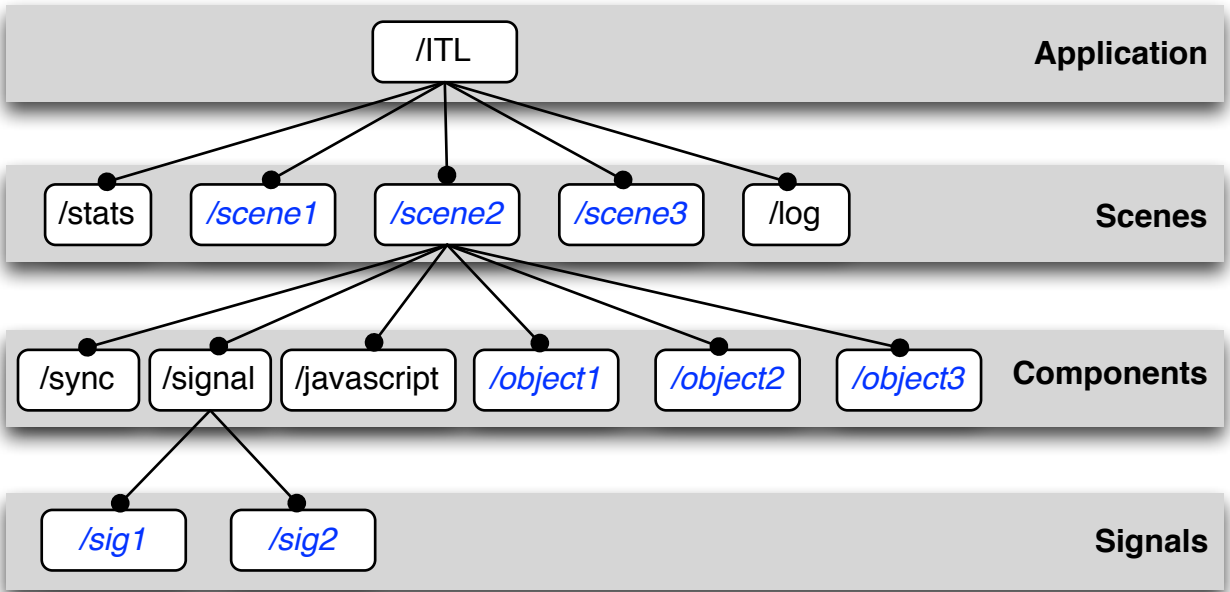 /ITL
Application
/stats /scene1 /scene2 /scene3 /log
Scenes
/sync /signal /javascript /object1 /object2 /object3
Components
/sig1 /sig2
Signals